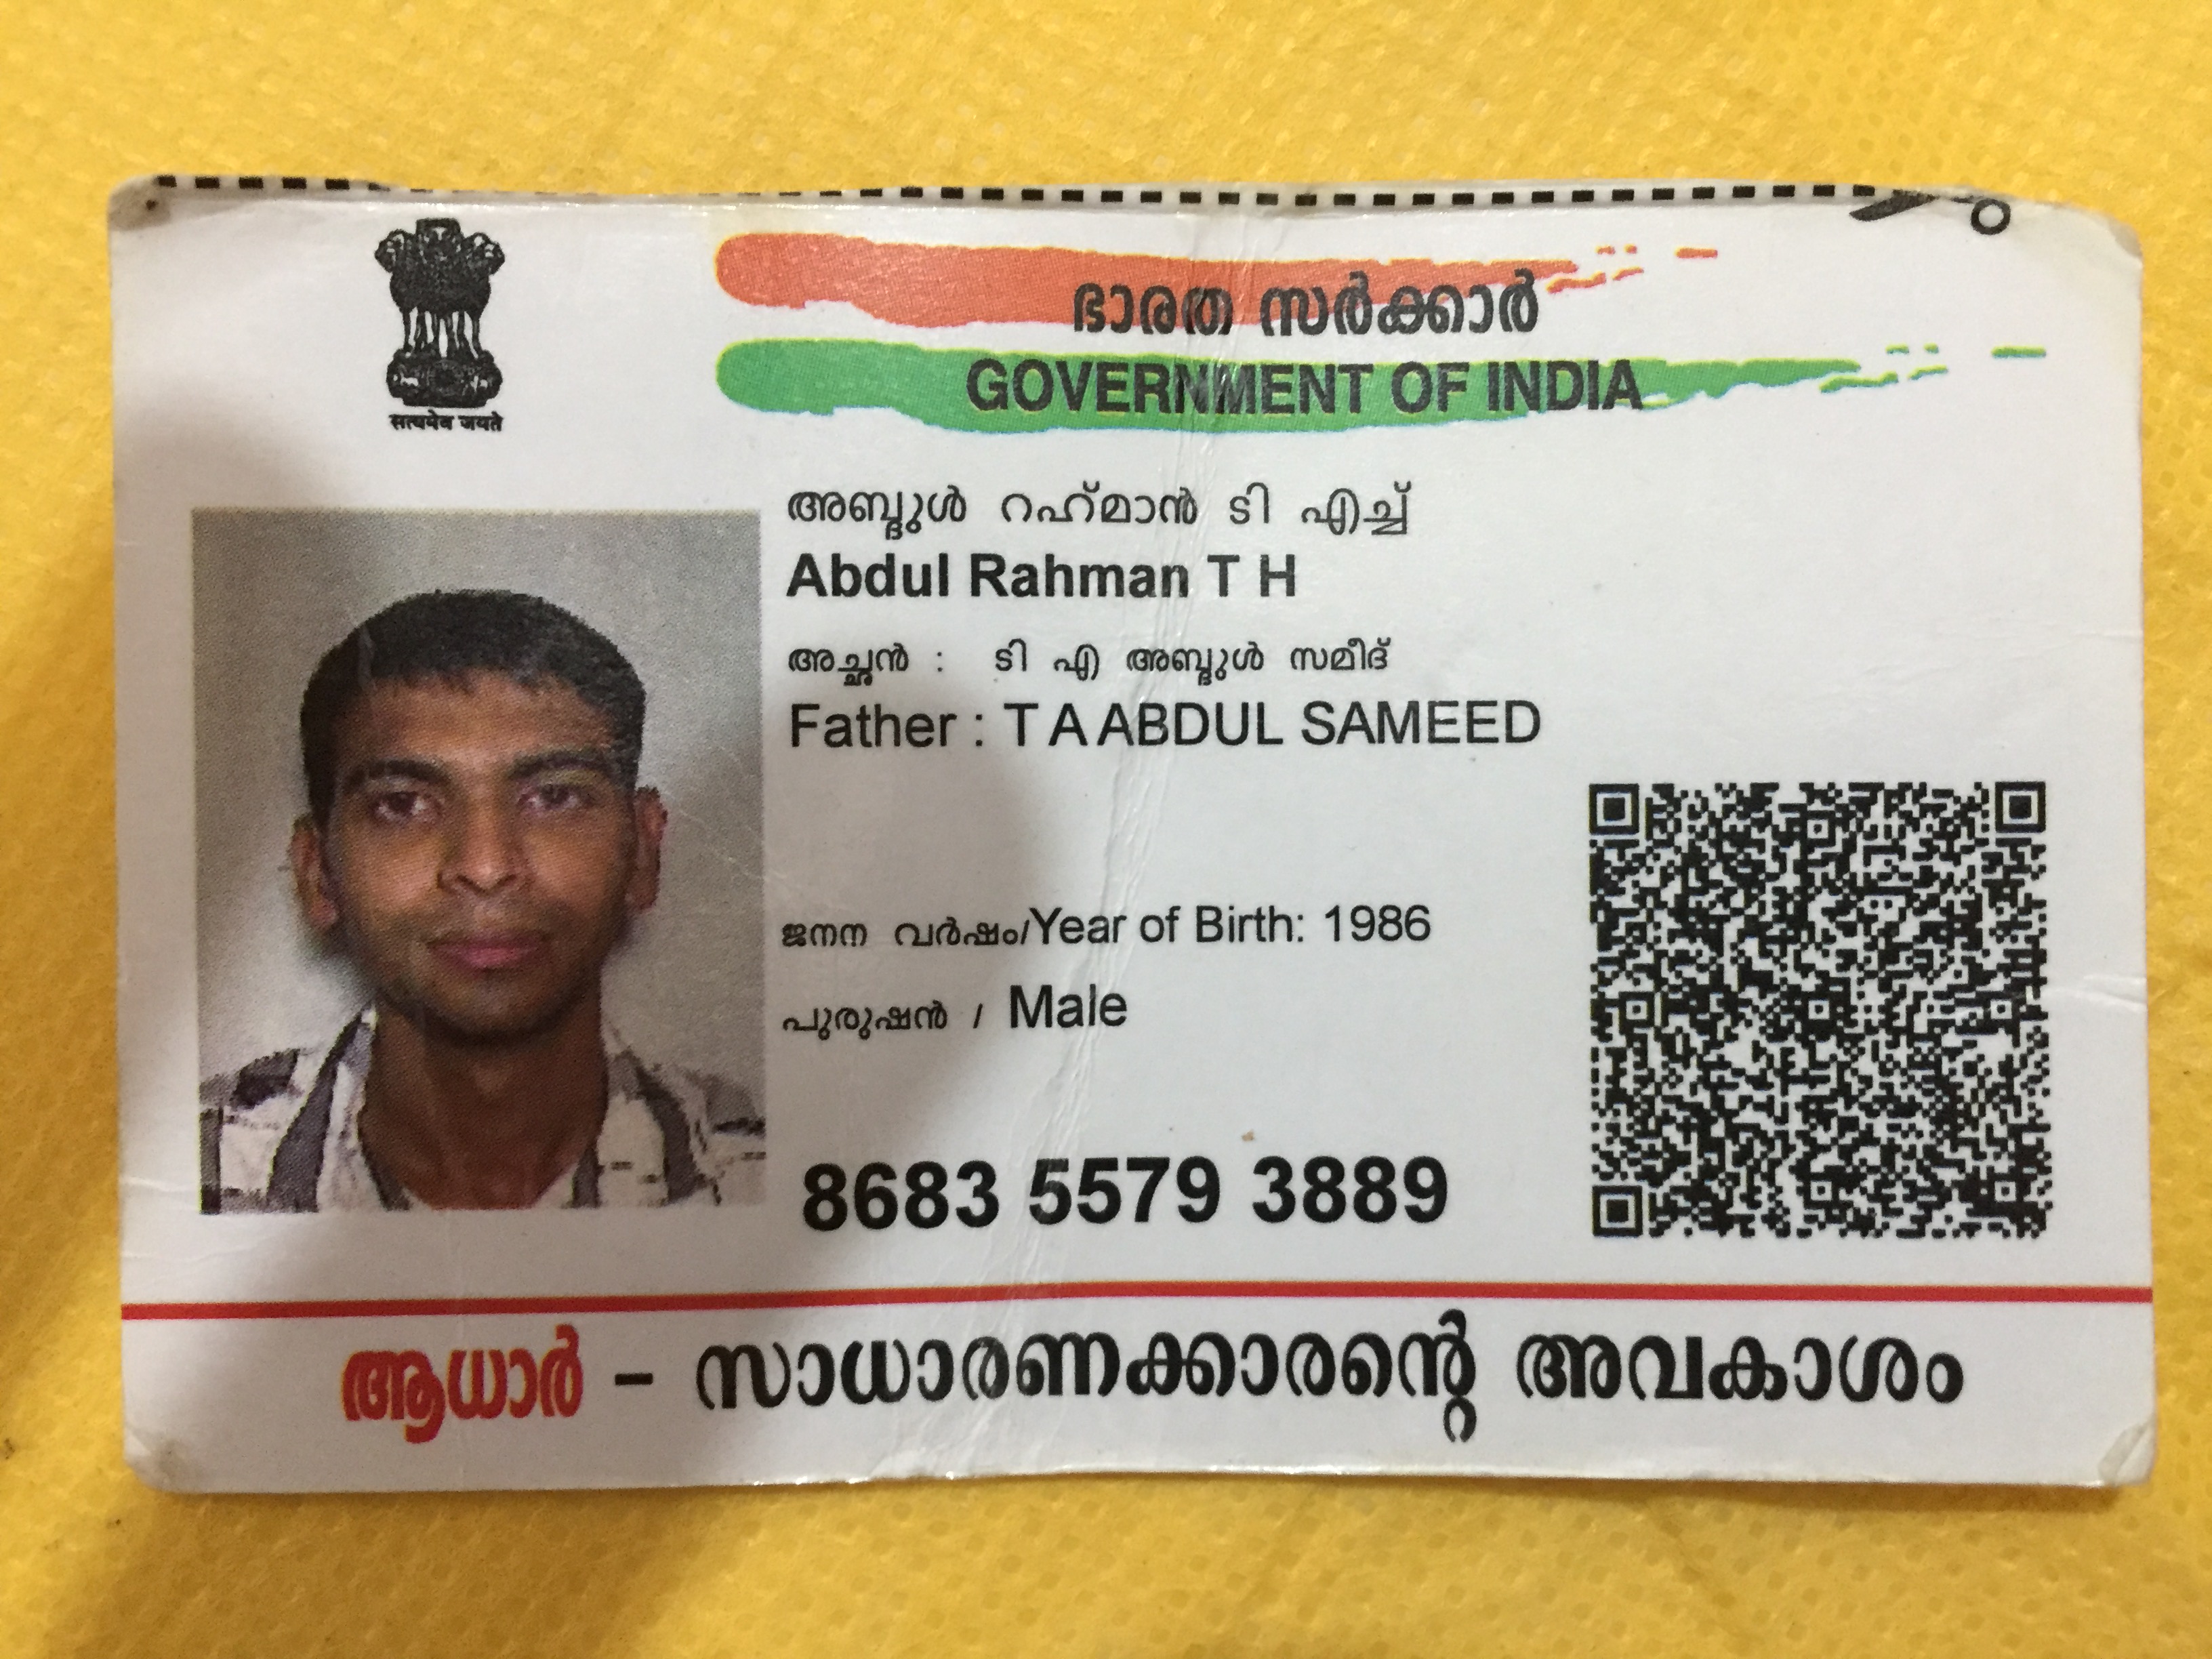 ഭാരത സർക്കാർ
GOVERNMENT OF INDIA
सत्यमेव जयते
അബ്ദുൾ റഹ്മാൻ ടി എച്ച്
Abdul Rahman T H
അച്ഛൻ : ടി എ അബ്ദുൾ സമീദ്
Father : T A ABDUL SAMEED
ജനന വർഷം/Year of Birth: 1986
പുരുഷൻ / Male
8683 5579 3889
ആധാർ - സാധാരണക്കാരന്റെ അവകാശം